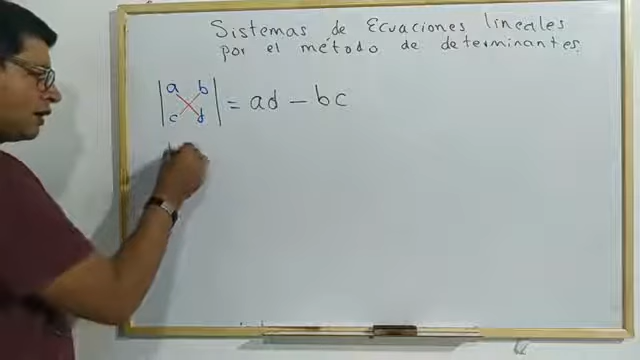 Sistemas de Ecuaciones lineales
por el método de determinantes.
| a b | = ad - bc
| c d |